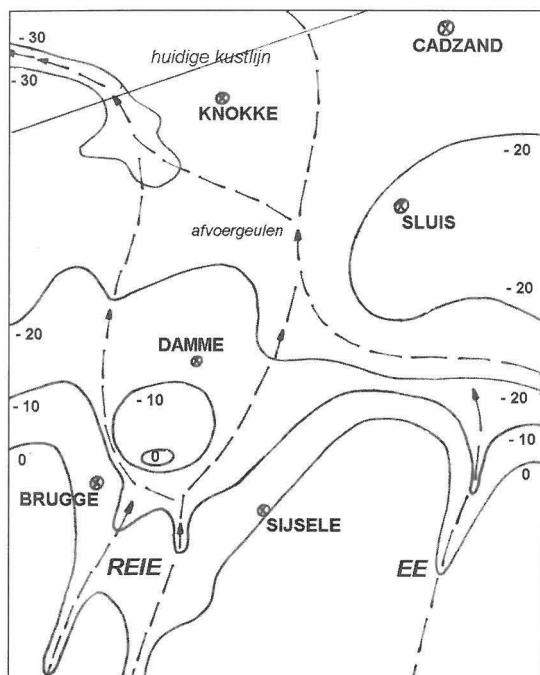 CADZAND
- 30
huidige kustlijn
- 30
KNOKKE
- 20
SLUIS
afvoergeulen
- 20
- 20
DAMME
- 10
- 10
- 20
- 10
0
0
0
BRUGGE
SIJSELE
REIE
EE